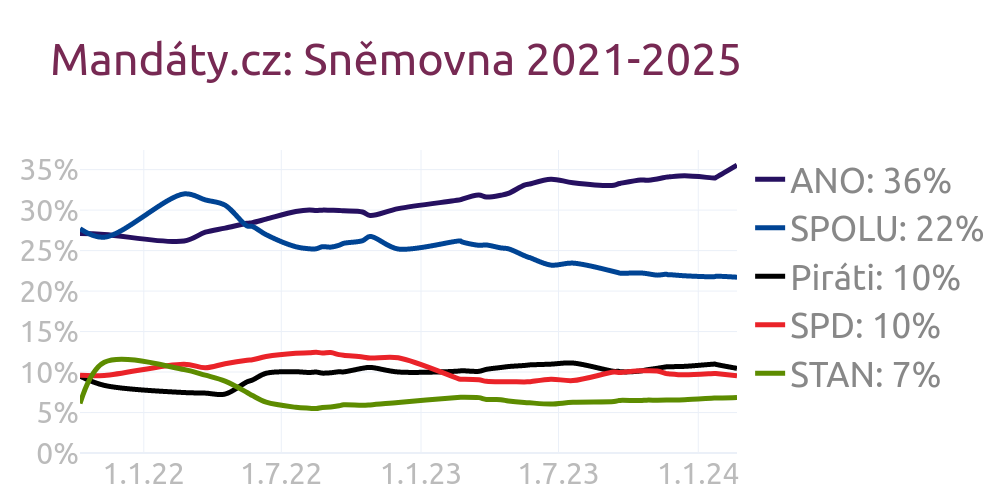 Mandáty.cz: Sněmovna 2021-2025
35%
30%
25%
20%
15%
10%
5%
0%
1.1.22 1.7.22 1.1.23 1.7.23 1.1.24
ANO: 36%
SPOLU: 22%
Piráti: 10%
SPD: 10%
STAN: 7%